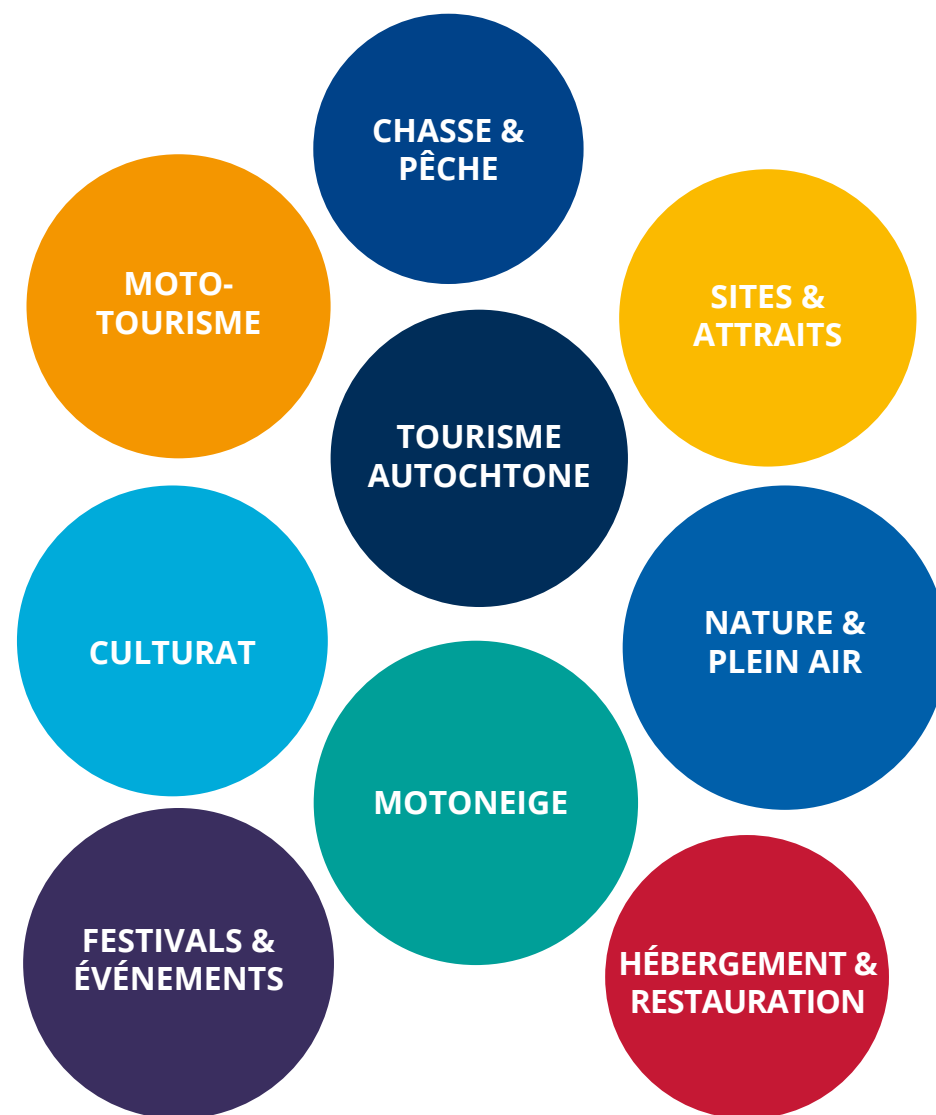 CHASSE &
PÊCHE
MOTO-
TOURISME
SITES &
ATTRAITS
TOURISME
AUTOCHTONE
CULTURAT
NATURE &
PLEIN AIR
MOTONEIGE
FESTIVALS &
ÉVÉNEMENTS
HÉBERGEMENT &
RESTAURATION